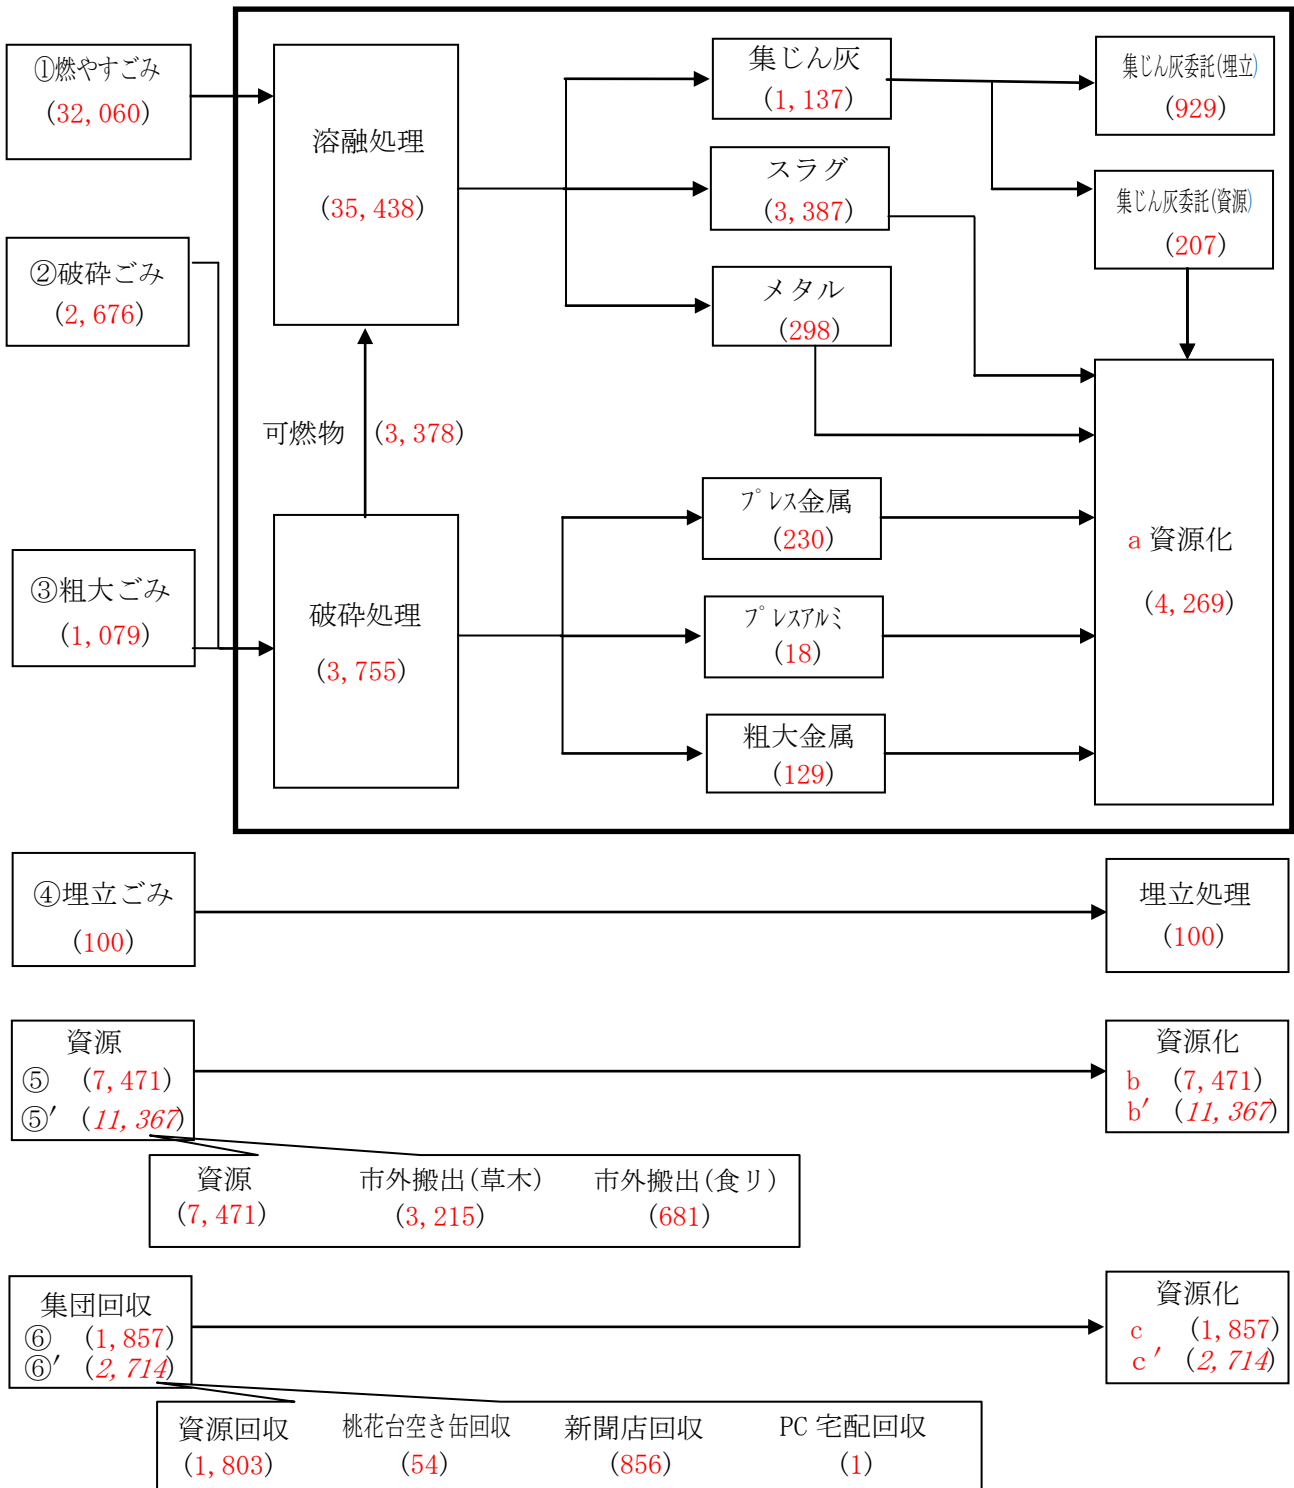 ①燃やすごみ
(32,060)
②破砕ごみ
(2,676)
③粗大ごみ
(1,079)
溶融処理
(35,438)
可燃物 (3,378)
破砕処理
(3,755)
集じん灰
(1,137)
スラグ
(3,387)
メタル
(298)
プレス金属
(230)
プレスアルミ
(18)
粗大金属
(129)
集じん灰委託(埋立)
(929)
集じん灰委託(資源)
(207)
a 資源化
(4,269)
④埋立ごみ
(100)
埋立処理
(100)
資源
⑤ (7,471)
⑤′ (11,367)
資源化
b (7,471)
b′ (11,367)
資源 市外搬出(草木) 市外搬出(食リ)
(7,471) (3,215) (681)
集団回収
⑥ (1,857)
⑥′ (2,714)
資源化
c (1,857)
c′ (2,714)
資源回収 桃花台空き缶回収 新聞店回収 PC 宅配回収
(1,803) (54) (856) (1)